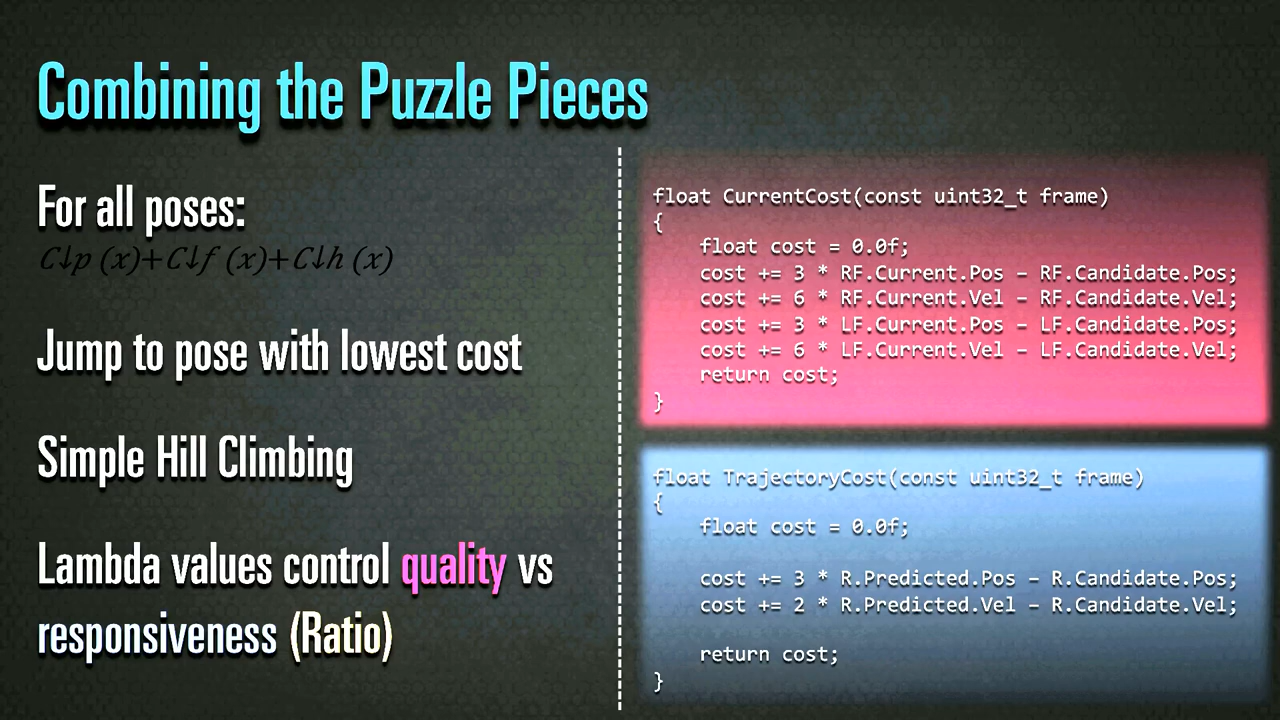 Combining the Puzzle Pieces
For all poses:
C↓p (x)+C↓f (x)+C↓h (x)
Jump to pose with lowest cost
Simple Hill Climbing
Lambda values control quality vs
responsiveness (Ratio)
float CurrentCost(const uint32_t frame)
{
float cost = 0.0f;
cost += 3 * RF.Current.Pos – RF.Candidate.Pos;
cost += 6 * RF.Current.Vel – RF.Candidate.Vel;
cost += 3 * LF.Current.Pos – LF.Candidate.Pos;
cost += 6 * LF.Current.Vel – LF.Candidate.Vel;
return cost;
}
float TrajectoryCost(const uint32_t frame)
{
float cost = 0.0f;
cost += 3 * R.Predicted.Pos – R.Candidate.Pos;
cost += 2 * R.Predicted.Vel – R.Candidate.Vel;
return cost;
}